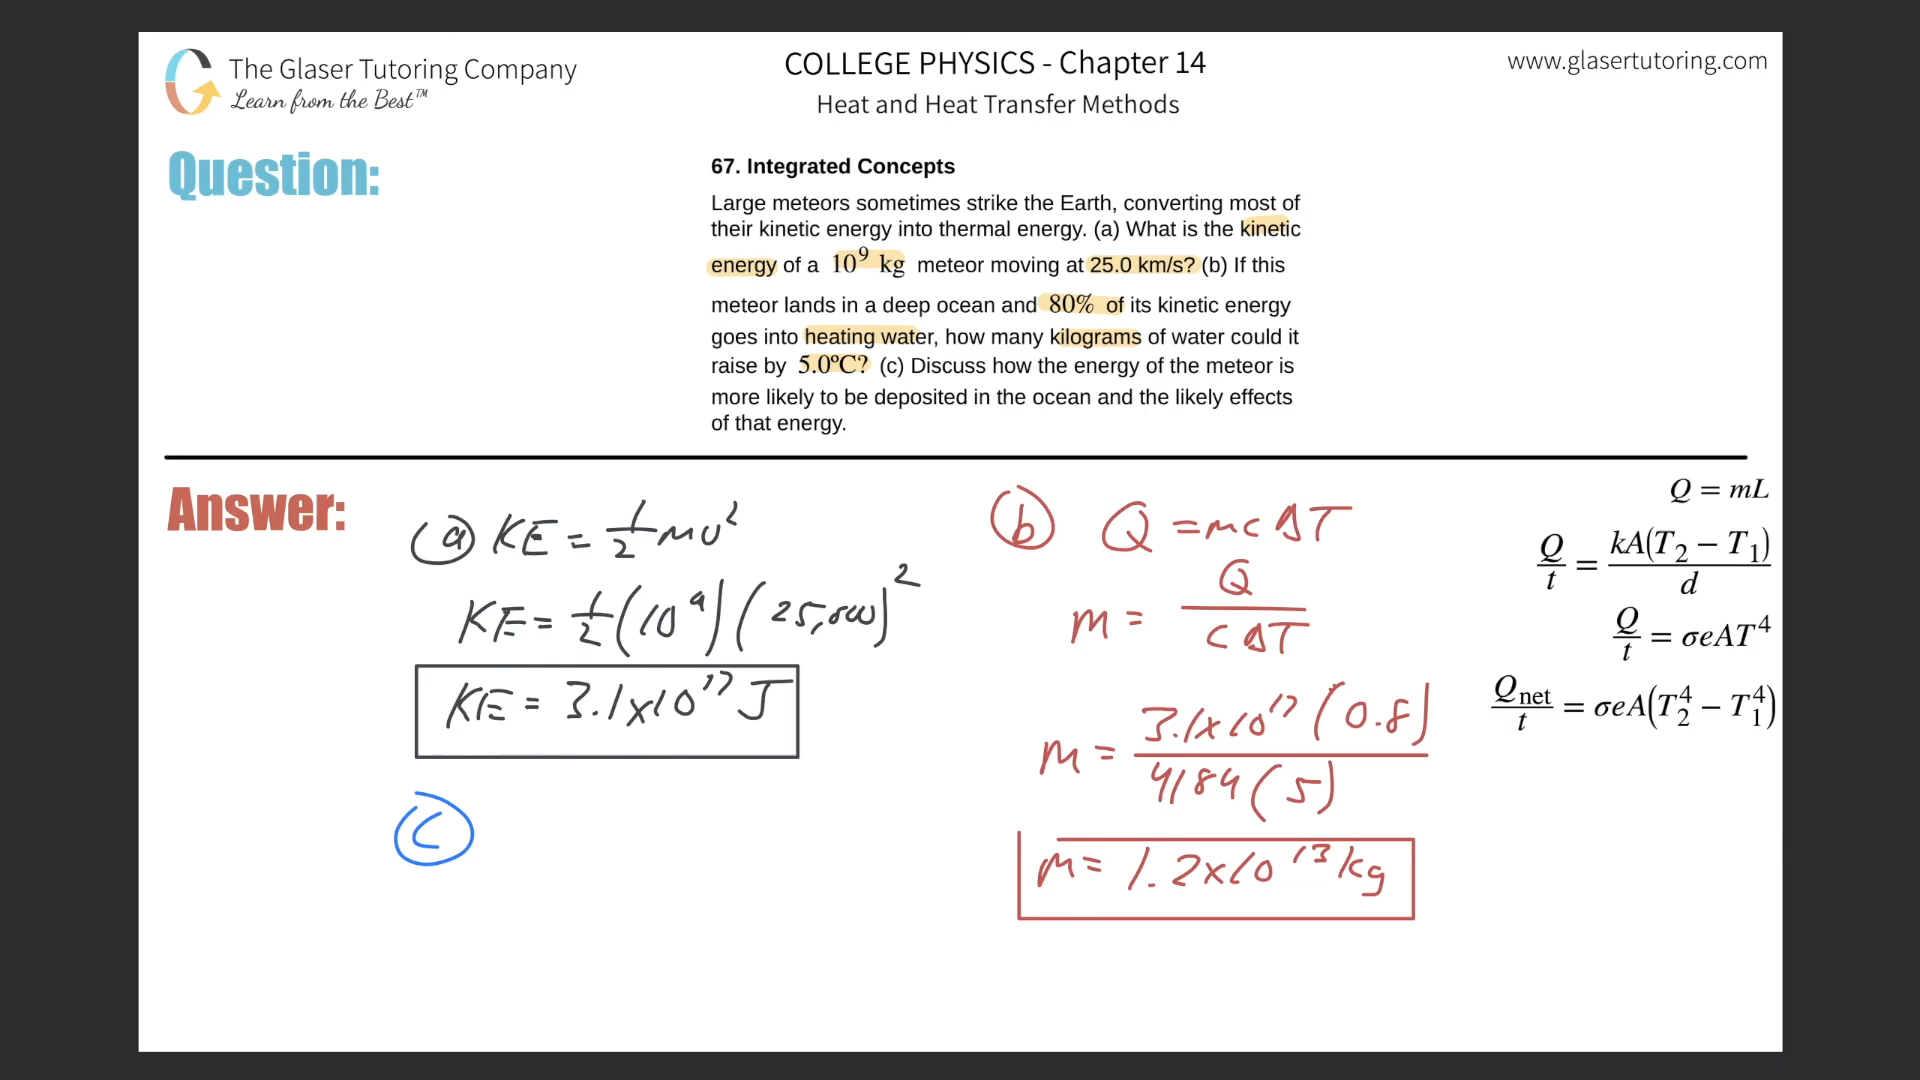 The Glaser Tutoring Company
Learn from the Best™
COLLEGE PHYSICS - Chapter 14
Heat and Heat Transfer Methods
www.glasertutoring.com
Question:
67. Integrated Concepts
Large meteors sometimes strike the Earth, converting most of
their kinetic energy into thermal energy. (a) What is the kinetic
energy of a 10⁹ kg meteor moving at 25.0 km/s? (b) If this
meteor lands in a deep ocean and 80% of its kinetic energy
goes into heating water, how many kilograms of water could it
raise by 5.0ºC? (c) Discuss how the energy of the meteor is
more likely to be deposited in the ocean and the likely effects
of that energy.
Answer:
(a) KE = 1/2 mv²
KE = 1/2 (10⁹) (25,000)²
KE = 3.1x10¹⁷ J
(c)
(b) Q = mcΔT
m = Q / cΔT
m = 3.1x10¹⁷ (0.8) / 4184 (5)
m = 1.2x10¹³ kg
Q = mL
Q/t = kA(T₂ − T₁)/d
Q/t = σeAT⁴
Qnet/t = σeA(T₂⁴ − T₁⁴)